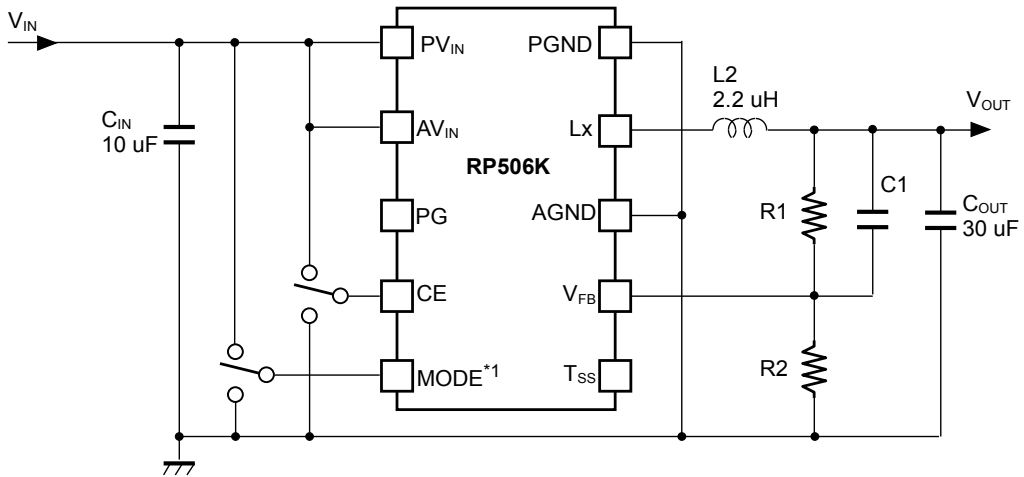 VIN
CIN
10 uF
PVIN
AVIN
PG
CE
MODE*1
RP506K
PGND
Lx
AGND
VFB
TSS
L2
2.2 uH
VOUT
R1
C1
COUT
30 uF
R2